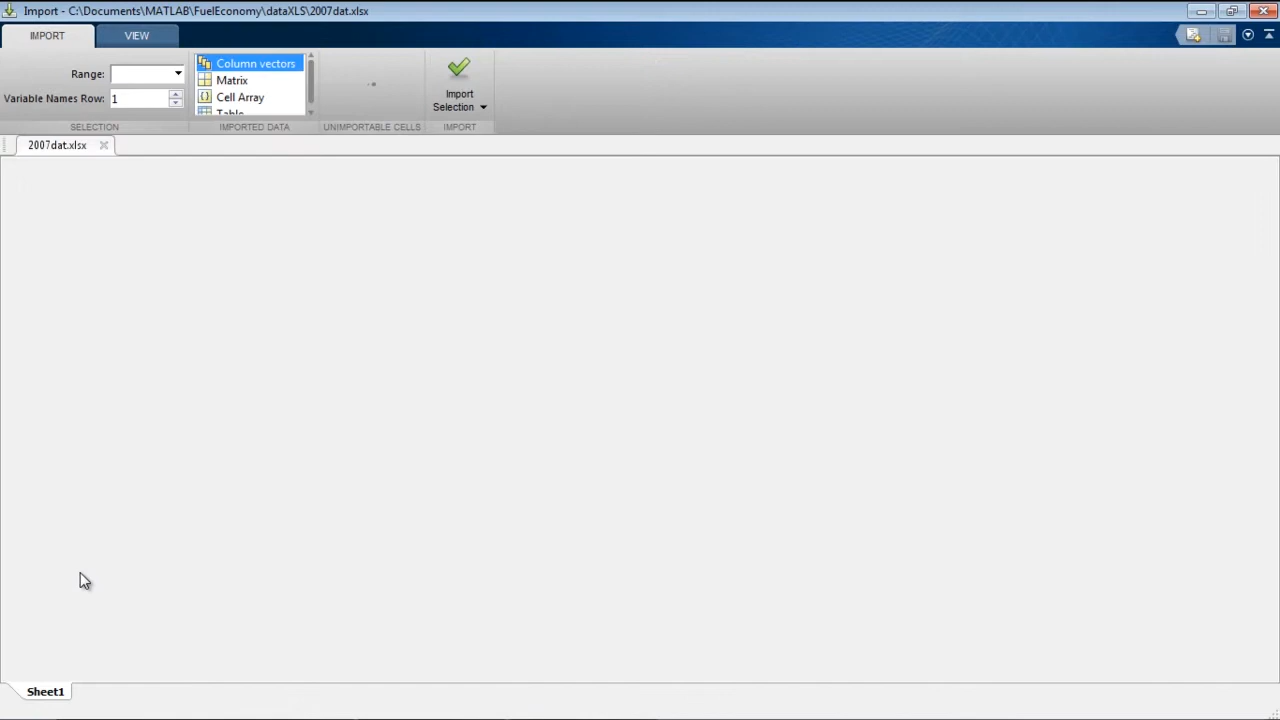 Import - C:\Documents\MATLAB\FuelEconomy\dataXLS\2007dat.xlsx
IMPORT VIEW
Range:
Variable Names Row: 1
Column vectors
Matrix
Cell Array
Table
Import
Selection
SELECTION IMPORTED DATA UNIMPORTABLE CELLS IMPORT
2007dat.xlsx
Sheet1